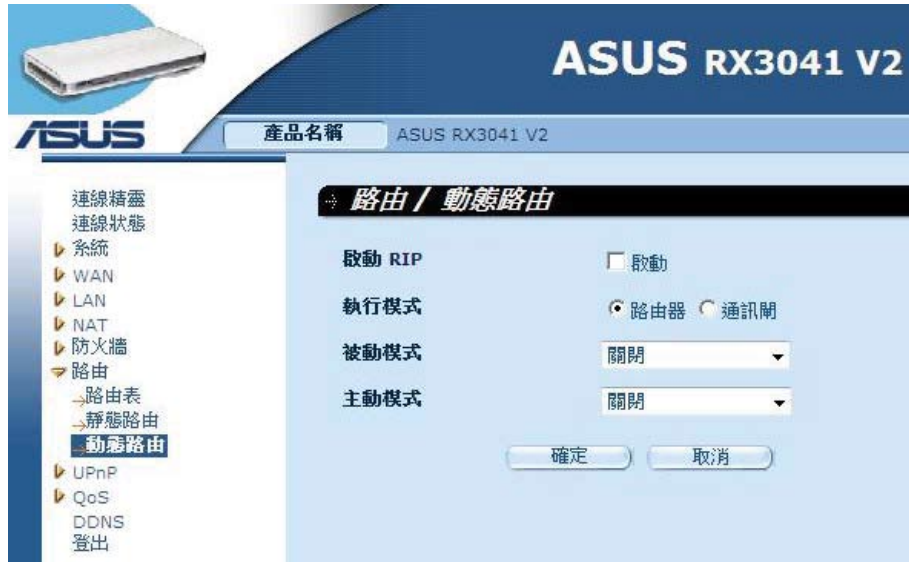 ASUS RX3041 V2
ASUS
產品名稱 ASUS RX3041 V2
連線精靈
連線狀態
系統
WAN
LAN
NAT
防火牆
路由
路由表
靜態路由
動態路由
UPnP
QoS
DDNS
登出
路由 / 動態路由
啟動 RIP 啟動
執行模式 路由器 通訊閘
被動模式 關閉
主動模式 關閉
確定 取消